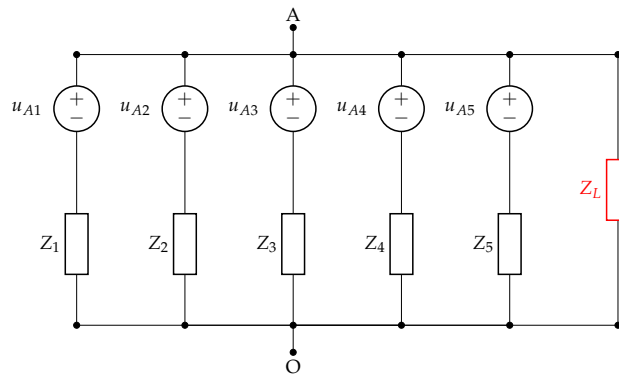 A
u_{A1} u_{A2} u_{A3} u_{A4} u_{A5}
+ + + + +
− − − − −
Z_L
Z_1 Z_2 Z_3 Z_4 Z_5
O